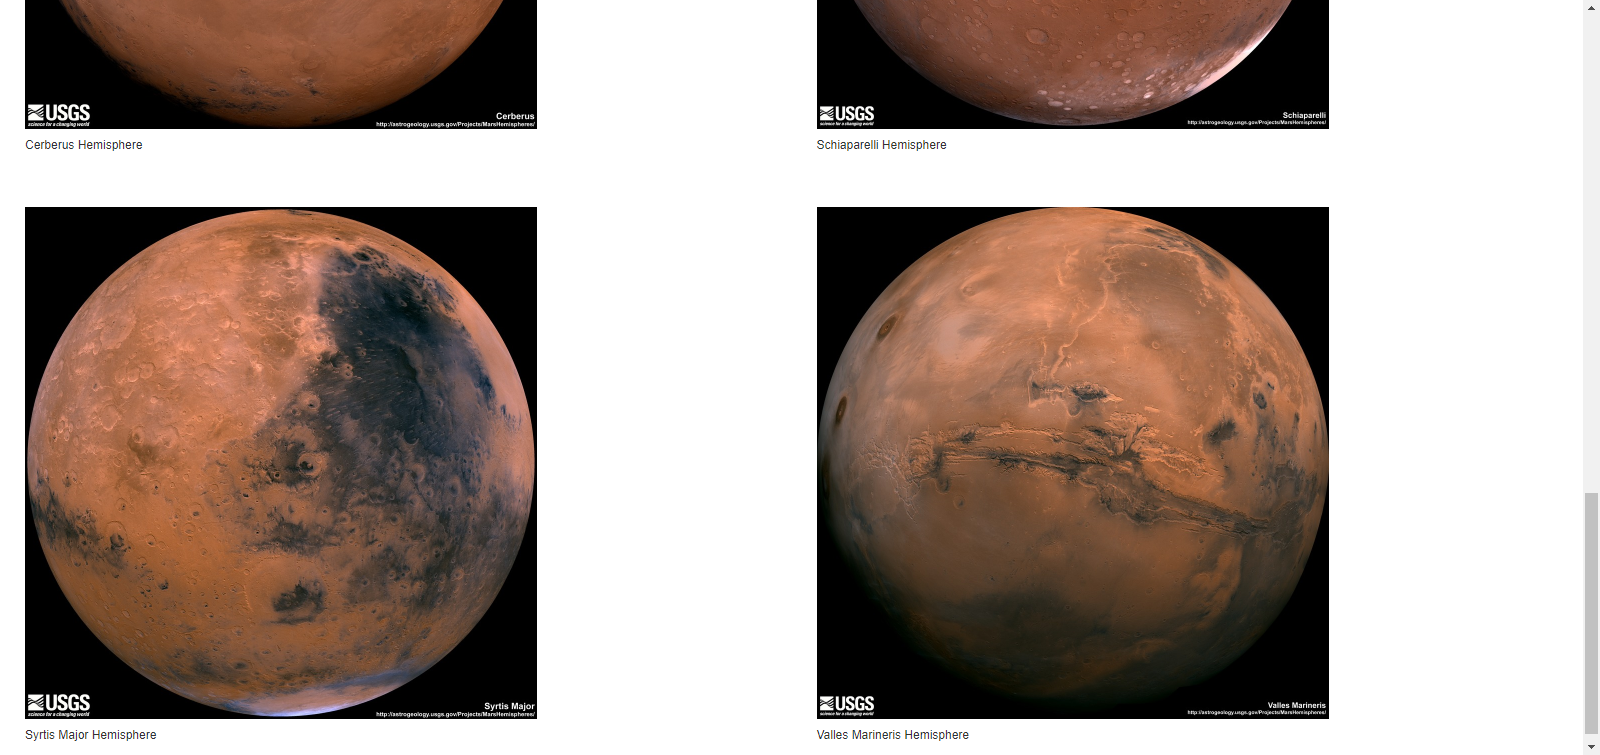 USGS
science for a changing world
Cerberus
http://astrogeology.usgs.gov/Projects/MarsHemispheres/
USGS
science for a changing world
Schiaparelli
http://astrogeology.usgs.gov/Projects/MarsHemispheres/
Cerberus Hemisphere
Schiaparelli Hemisphere
USGS
science for a changing world
Syrtis Major
http://astrogeology.usgs.gov/Projects/MarsHemispheres/
USGS
science for a changing world
Valles Marineris
http://astrogeology.usgs.gov/Projects/MarsHemispheres/
Syrtis Major Hemisphere
Valles Marineris Hemisphere